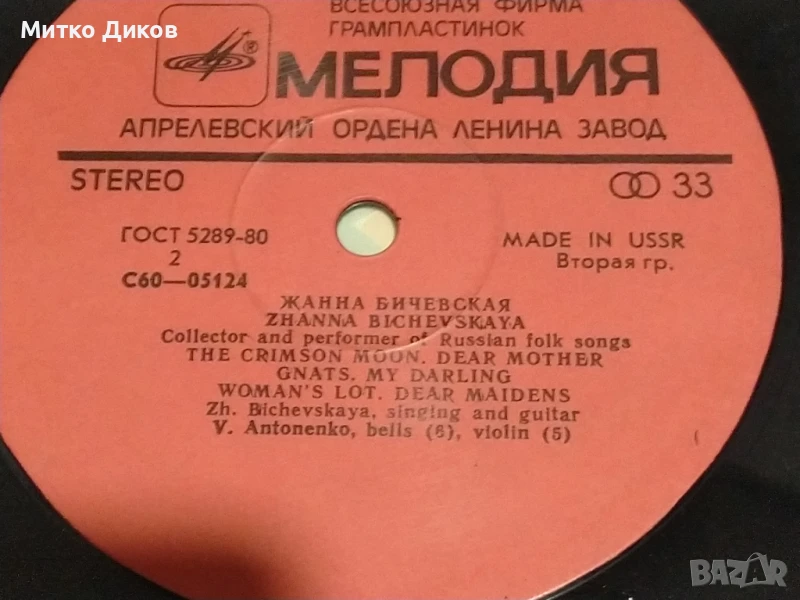 Митко Диков
ВСЕСОЮЗНАЯ ФИРМА
ГРАМПЛАСТИНОК
®
МЕЛОДИЯ
АПРЕЛЕВСКИЙ ОРДЕНА ЛЕНИНА ЗАВОД
STEREO
33
ГОСТ 5289-80
MADE IN USSR
2
Вторая гр.
С60—05124
ЖАННА БИЧЕВСКАЯ
ZHANNA BICHEVSKAYA
Collector and performer of Russian folk songs
THE CRIMSON MOON. DEAR MOTHER
GNATS. MY DARLING
WOMAN'S LOT. DEAR MAIDENS
Zh. Bichevskaya, singing and guitar
V. Antonenko, bells (6), violin (5)
BAZAR